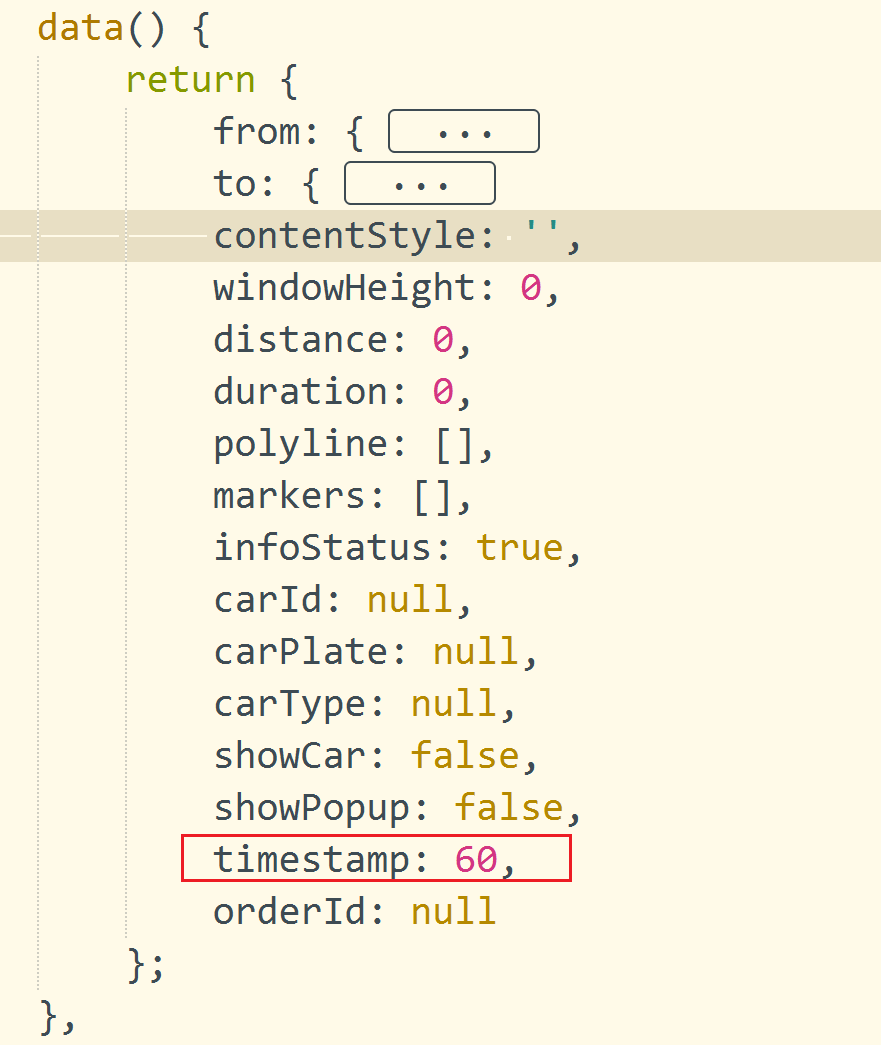 data() {
return {
from: { ...
to: { ...
contentStyle: '',
windowHeight: 0,
distance: 0,
duration: 0,
polyline: [],
markers: [],
infoStatus: true,
carId: null,
carPlate: null,
carType: null,
showCar: false,
showPopup: false,
timestamp: 60,
orderId: null
};
},